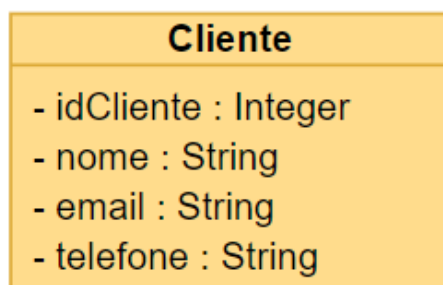 Cliente
- idCliente : Integer
- nome : String
- email : String
- telefone : String